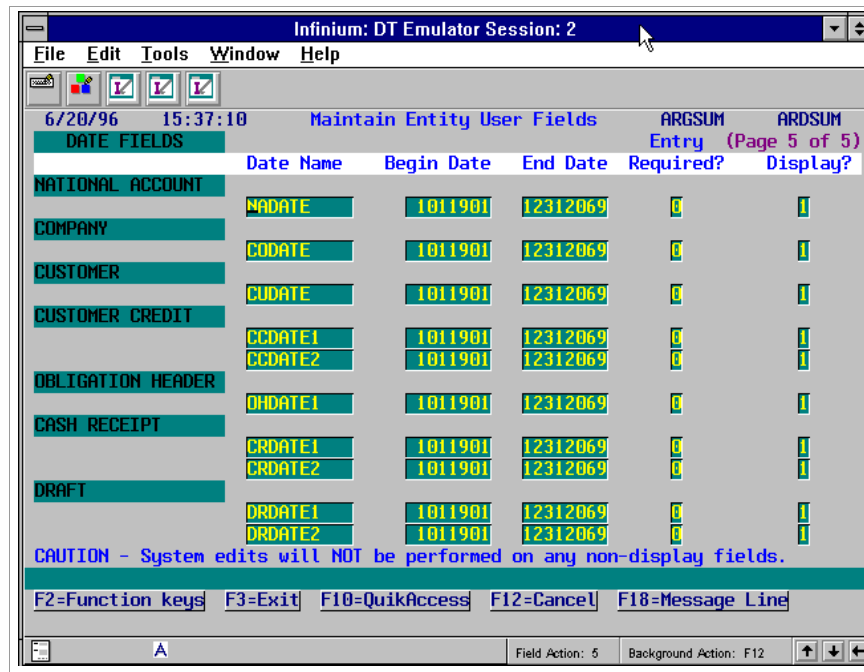 Infinium: DT Emulator Session: 2
File Edit Tools Window Help
6/20/96 15:37:10 Maintain Entity User Fields ARGSUM ARDSUM
DATE FIELDS Entry (Page 5 of 5)
Date Name Begin Date End Date Required? Display?
NATIONAL ACCOUNT
NADATE 1011901 12312069 0 1
COMPANY
CODATE 1011901 12312069 0 1
CUSTOMER
CUDATE 1011901 12312069 0 1
CUSTOMER CREDIT
CCDATE1 1011901 12312069 0 1
CCDATE2 1011901 12312069 0 1
OBLIGATION HEADER
OHDATE1 1011901 12312069 0 1
CASH RECEIPT
CRDATE1 1011901 12312069 0 1
CRDATE2 1011901 12312069 0 1
DRAFT
DRDATE1 1011901 12312069 0 1
DRDATE2 1011901 12312069 0 1
CAUTION - System edits will NOT be performed on any non-display fields.
F2=Function keys F3=Exit F10=QuikAccess F12=Cancel F18=Message Line
A Field Action: 5 Background Action: F12